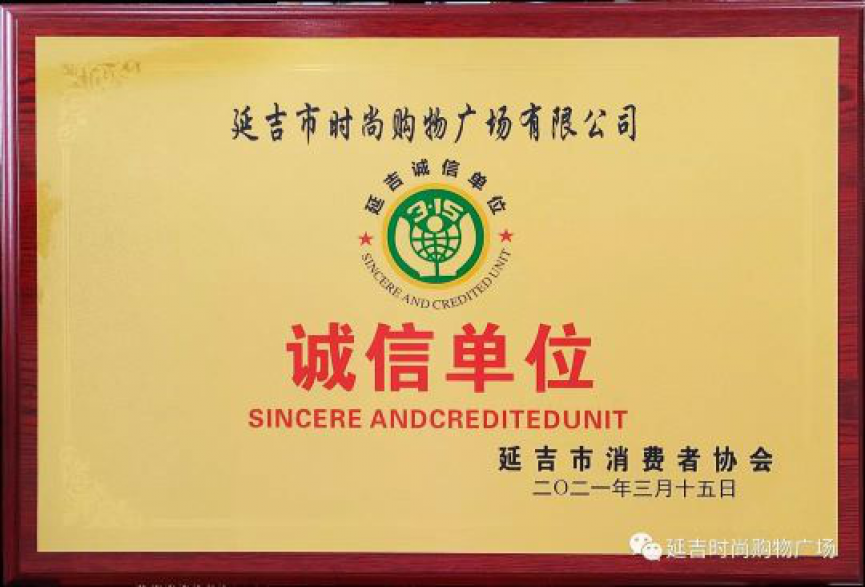 延吉市时尚购物广场有限公司
延吉诚信单位
3·15
SINCERE AND CREDITED UNIT
诚信单位
SINCERE ANDCREDITEDUNIT
延吉市消费者协会
二〇二一年三月十五日
延吉时尚购物广场